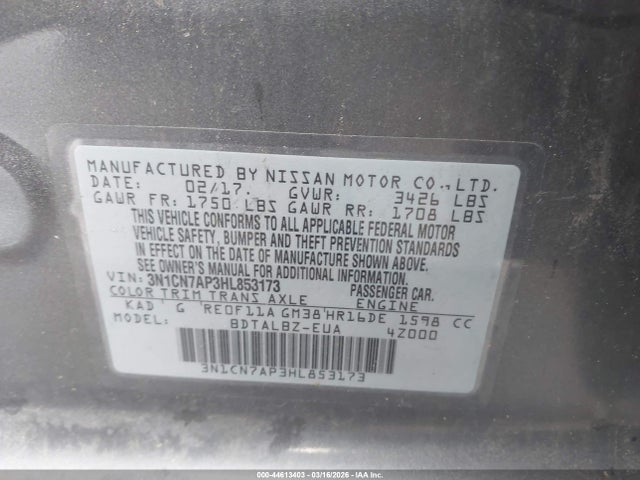 MANUFACTURED BY NISSAN MOTOR CO., LTD.
DATE: 02/17. GVWR: 3426 LBS
GAWR FR: 1750 LBS GAWR RR: 1708 LBS
THIS VEHICLE CONFORMS TO ALL APPLICABLE FEDERAL MOTOR
VEHICLE SAFETY, BUMPER AND THEFT PREVENTION STANDARDS
IN EFFECT ON THE DATE OF MANUFACTURE SHOWN ABOVE.
SEE OWNER'S MANUAL FOR ADDITIONAL INFORMATION.
VIN: 3N1CN7AP3HL853173 PASSENGER CAR.
COLOR TRIM TRANS AXLE ENGINE
KAD G RE0F11A GM38 HR16DE 1598 CC
MODEL: BDTALBZ-EUA 4Z000
3N1CN7AP3HL853173
000-44613403 - 03/16/2026 - IAA Inc.